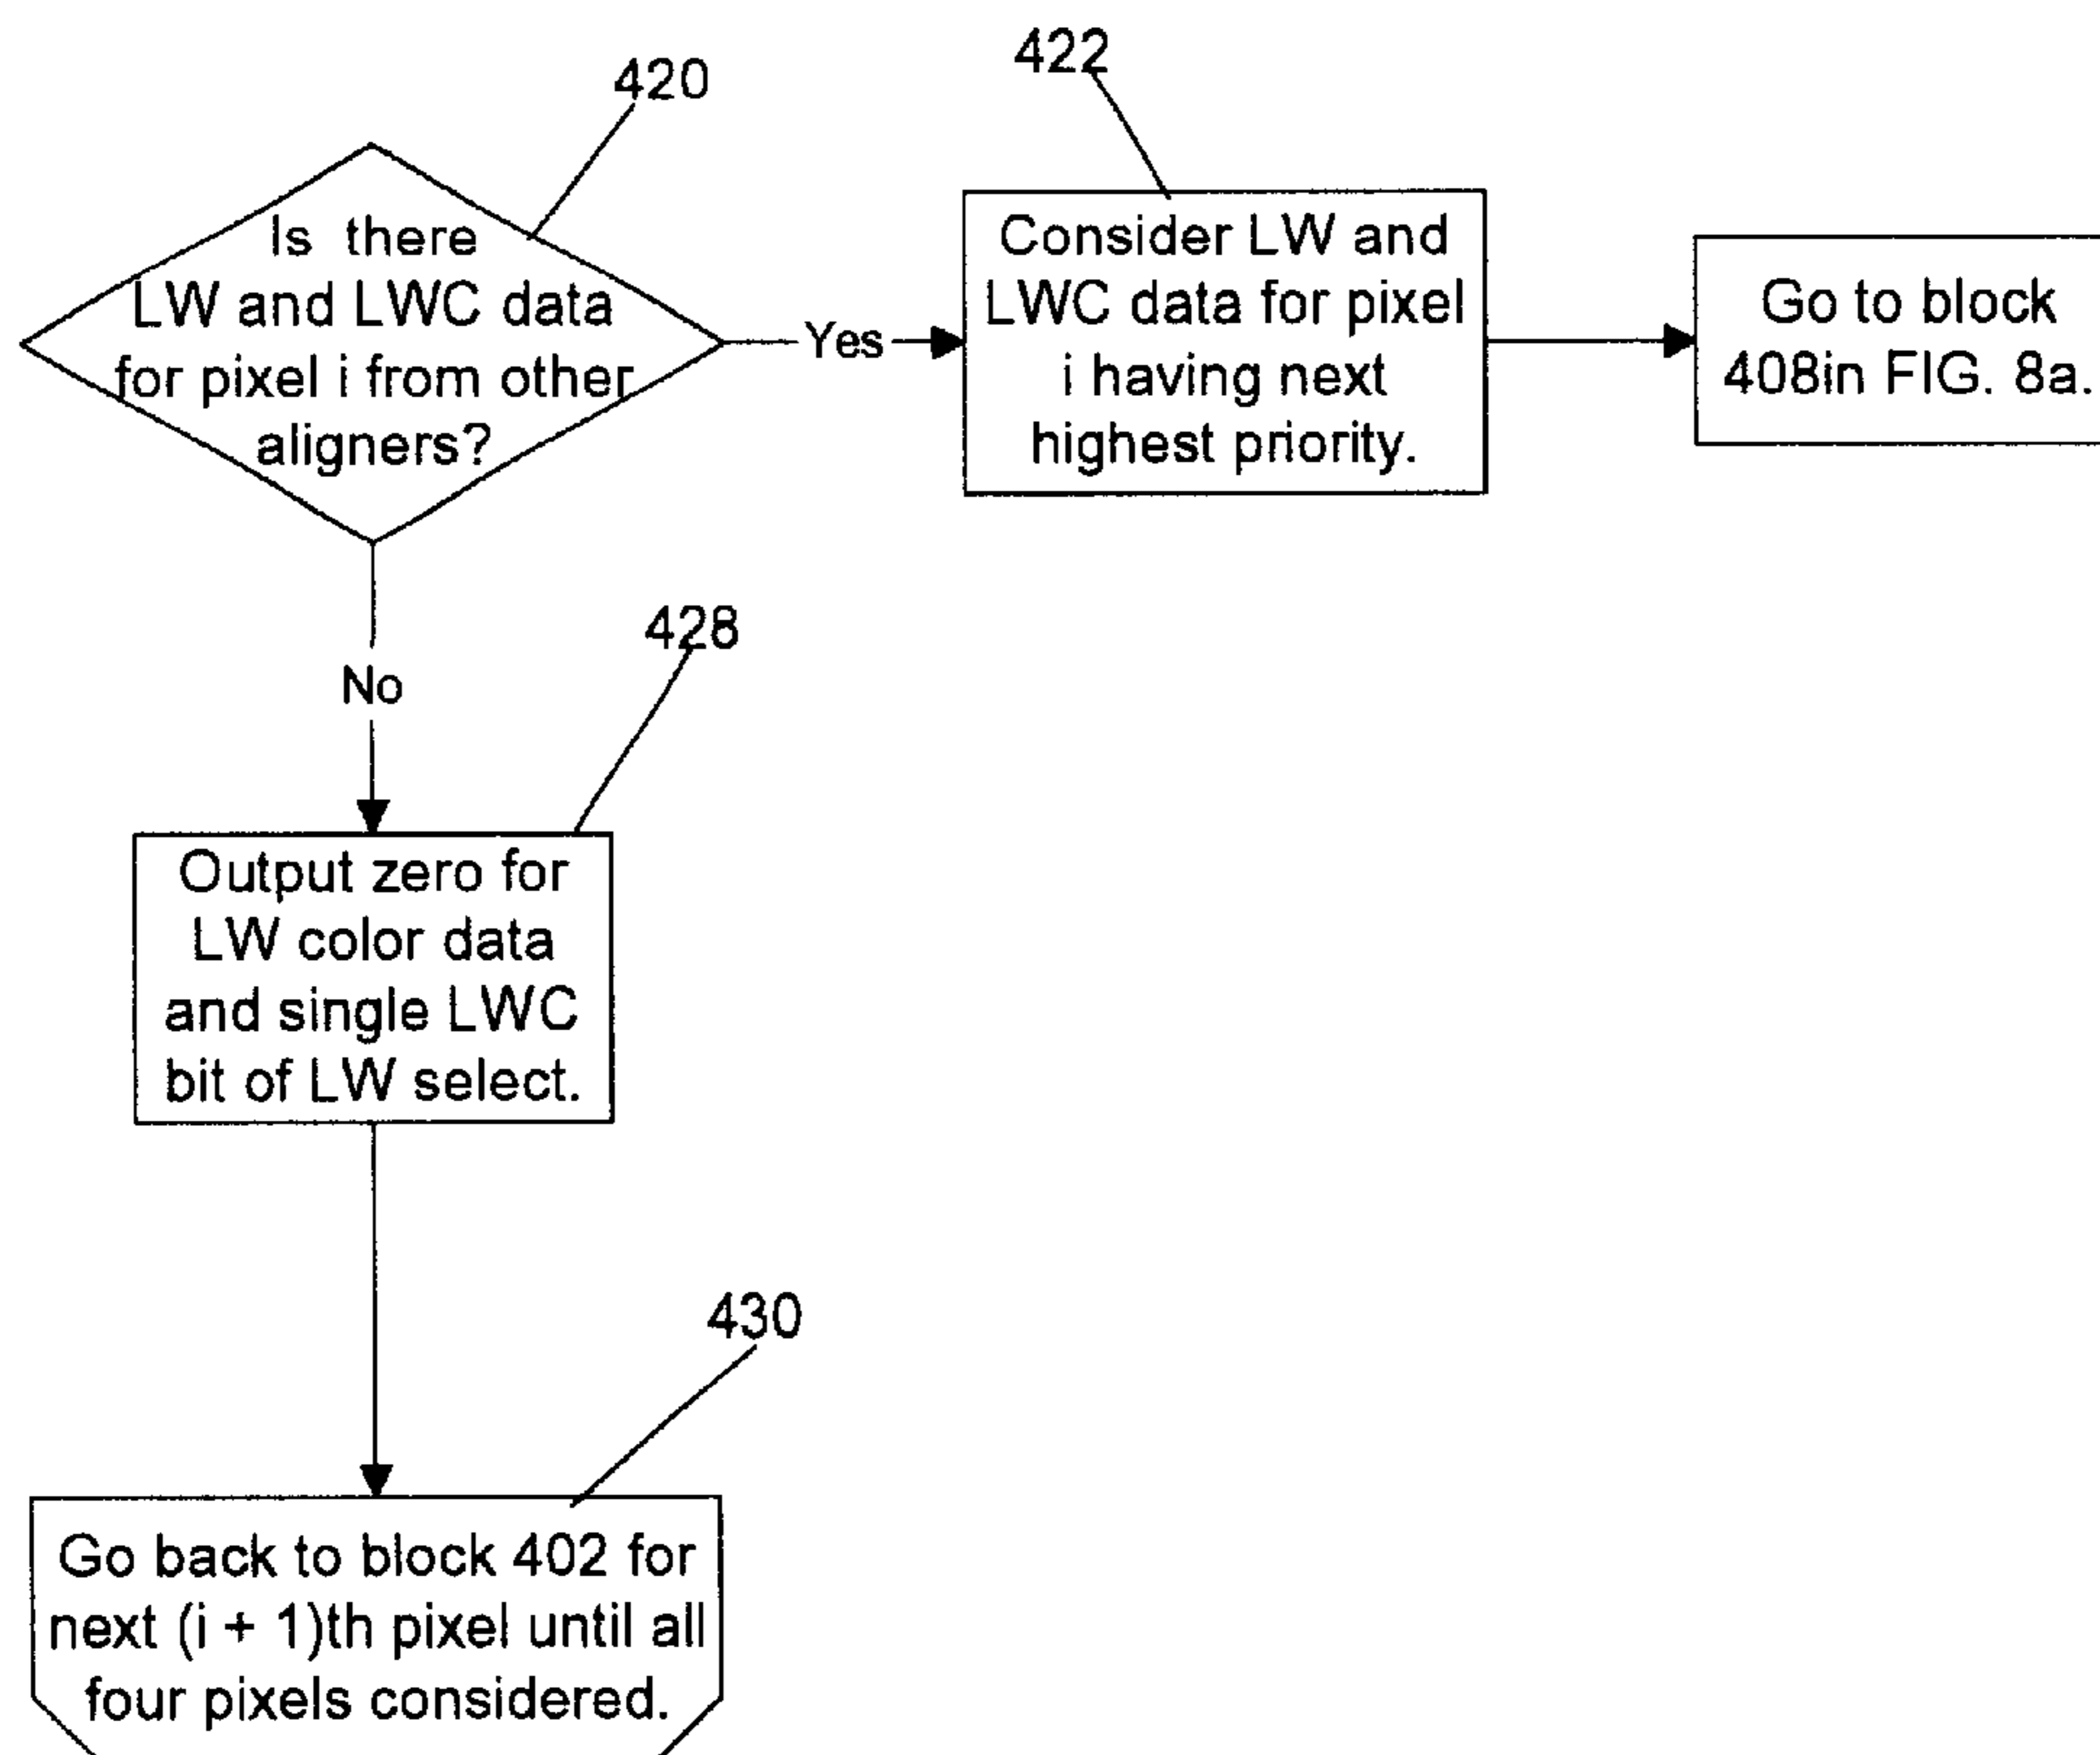 420
Is there
LW and LWC data
for pixel i from other
aligners?
Yes
422
Consider LW and
LWC data for pixel
i having next
highest priority.
Go to block
408in FIG. 8a.
No
428
Output zero for
LW color data
and single LWC
bit of LW select.
430
Go back to block 402 for
next (i + 1)th pixel until all
four pixels considered.